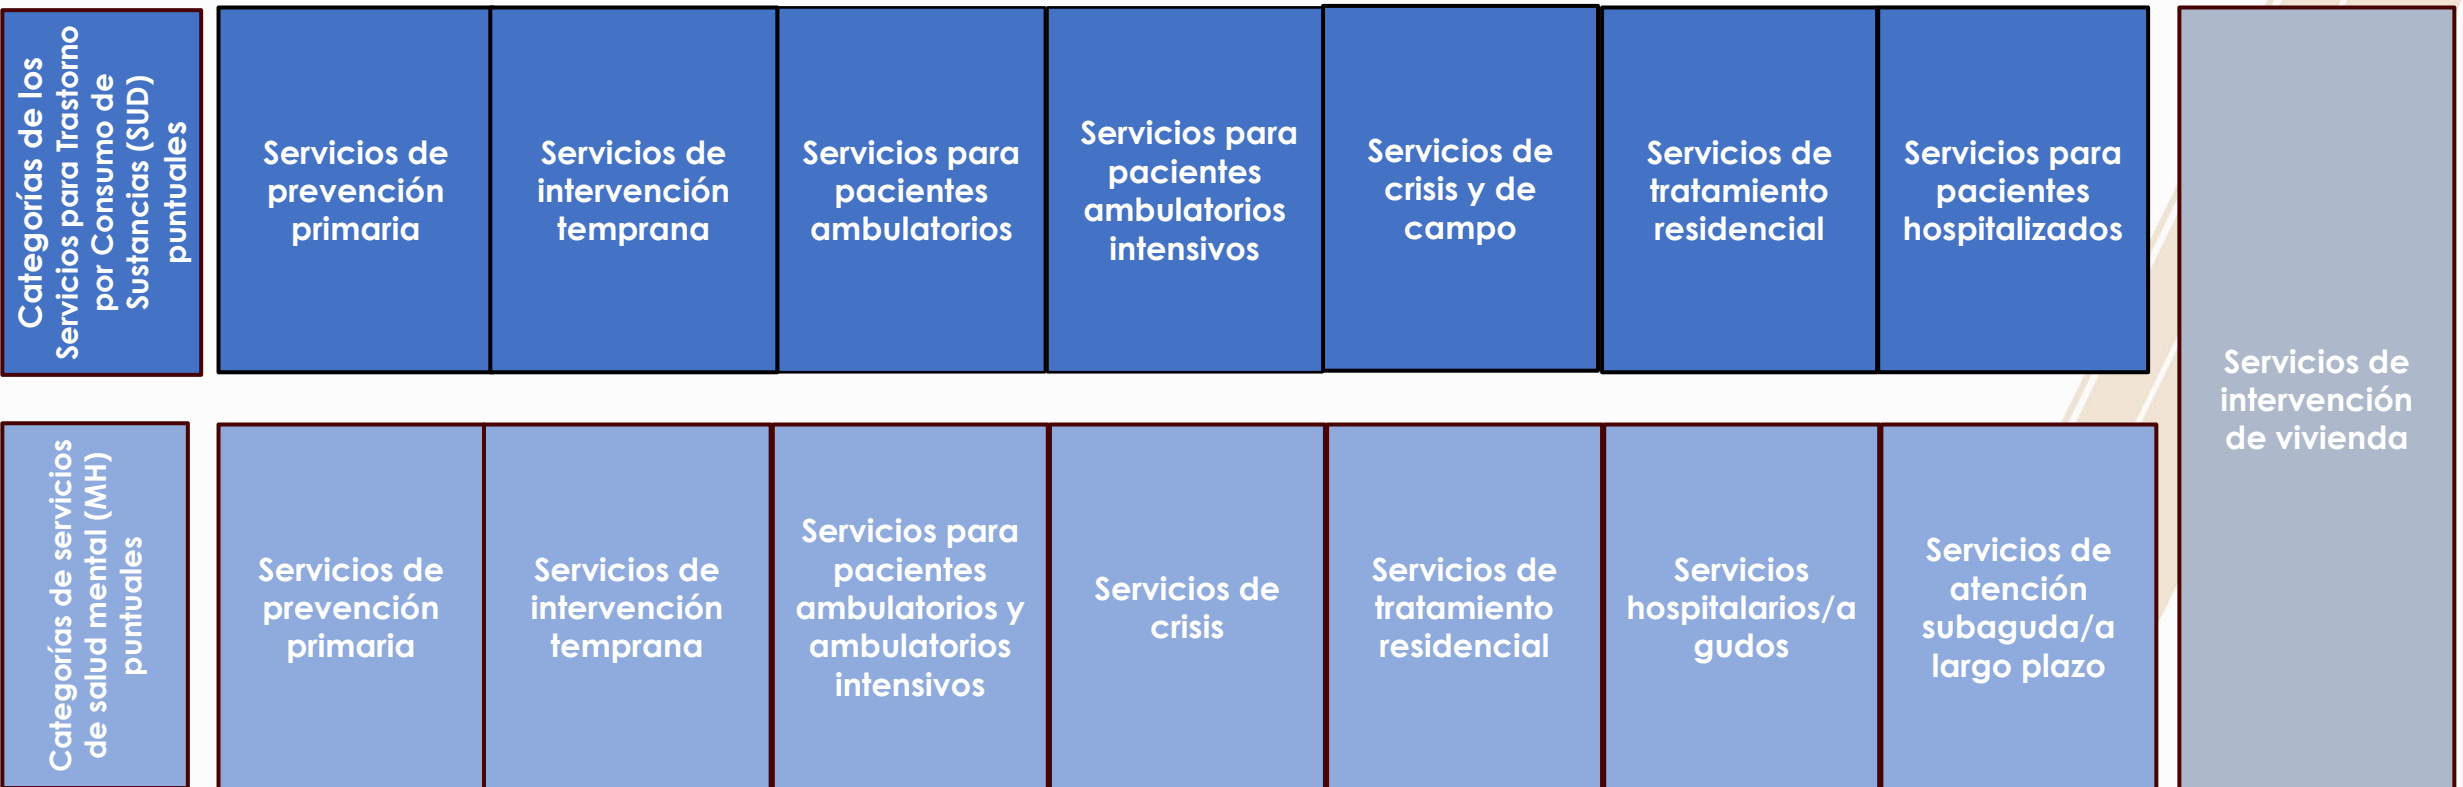 Categorías de los
Servicios para Trastorno
por Consumo de
Sustancias (SUD)
puntuales
Servicios de
prevención
primaria
Servicios de
intervención
temprana
Servicios para
pacientes
ambulatorios
Servicios para
pacientes
ambulatorios
intensivos
Servicios de
crisis y de
campo
Servicios de
tratamiento
residencial
Servicios para
pacientes
hospitalizados
Servicios de
intervención
de vivienda
Categorías de servicios
de salud mental (MH)
puntuales
Servicios de
prevención
primaria
Servicios de
intervención
temprana
Servicios para
pacientes
ambulatorios y
ambulatorios
intensivos
Servicios de
crisis
Servicios de
tratamiento
residencial
Servicios
hospitalarios/a
gudos
Servicios de
atención
subaguda/a
largo plazo